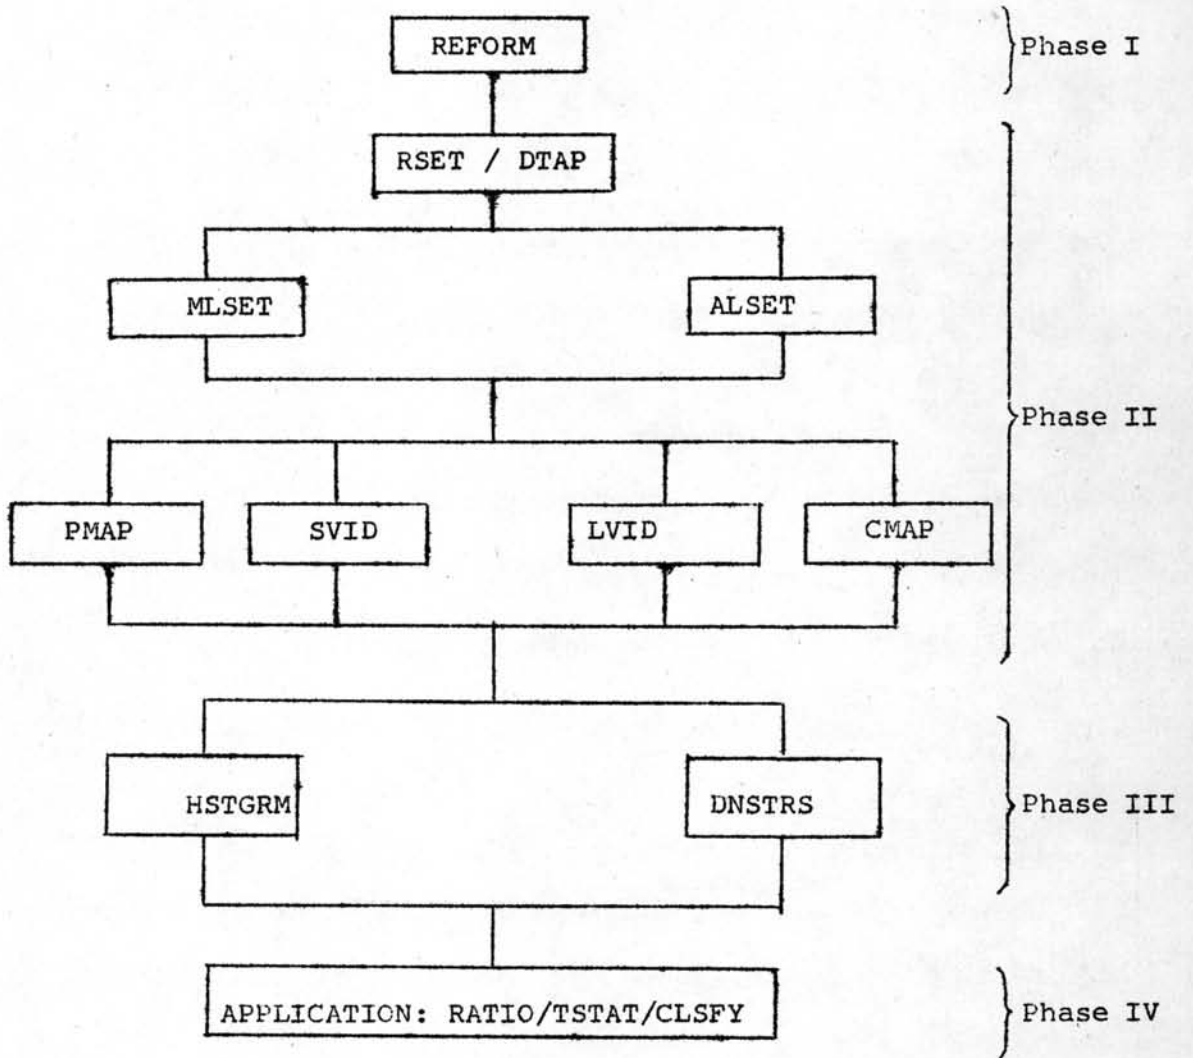 REFORM
Phase I
RSET / DTAP
MLSET
ALSET
Phase II
PMAP
SVID
LVID
CMAP
HSTGRM
DNSTRS
Phase III
APPLICATION: RATIO/TSTAT/CLSFY
Phase IV